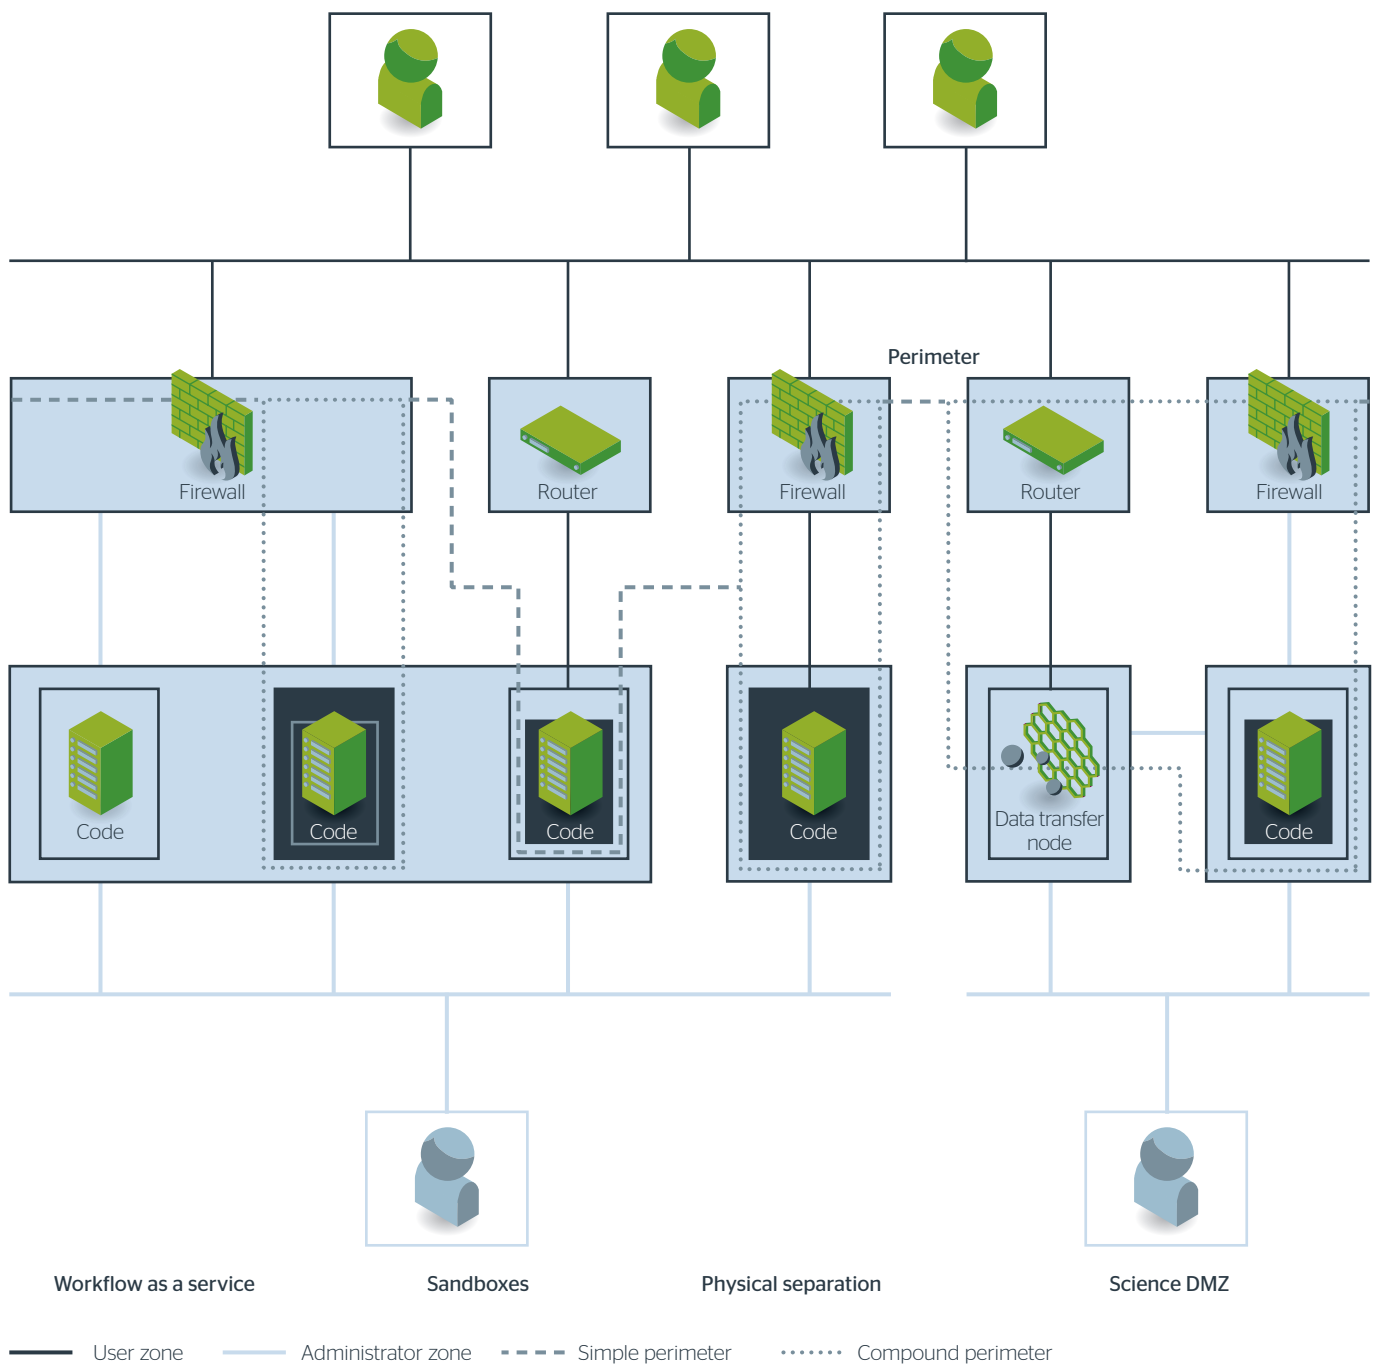 Perimeter
Firewall
Router
Firewall
Router
Firewall
Code
Code
Code
Code
Data transfer
node
Code
Workflow as a service
Sandboxes
Physical separation
Science DMZ
User zone
Administrator zone
Simple perimeter
Compound perimeter